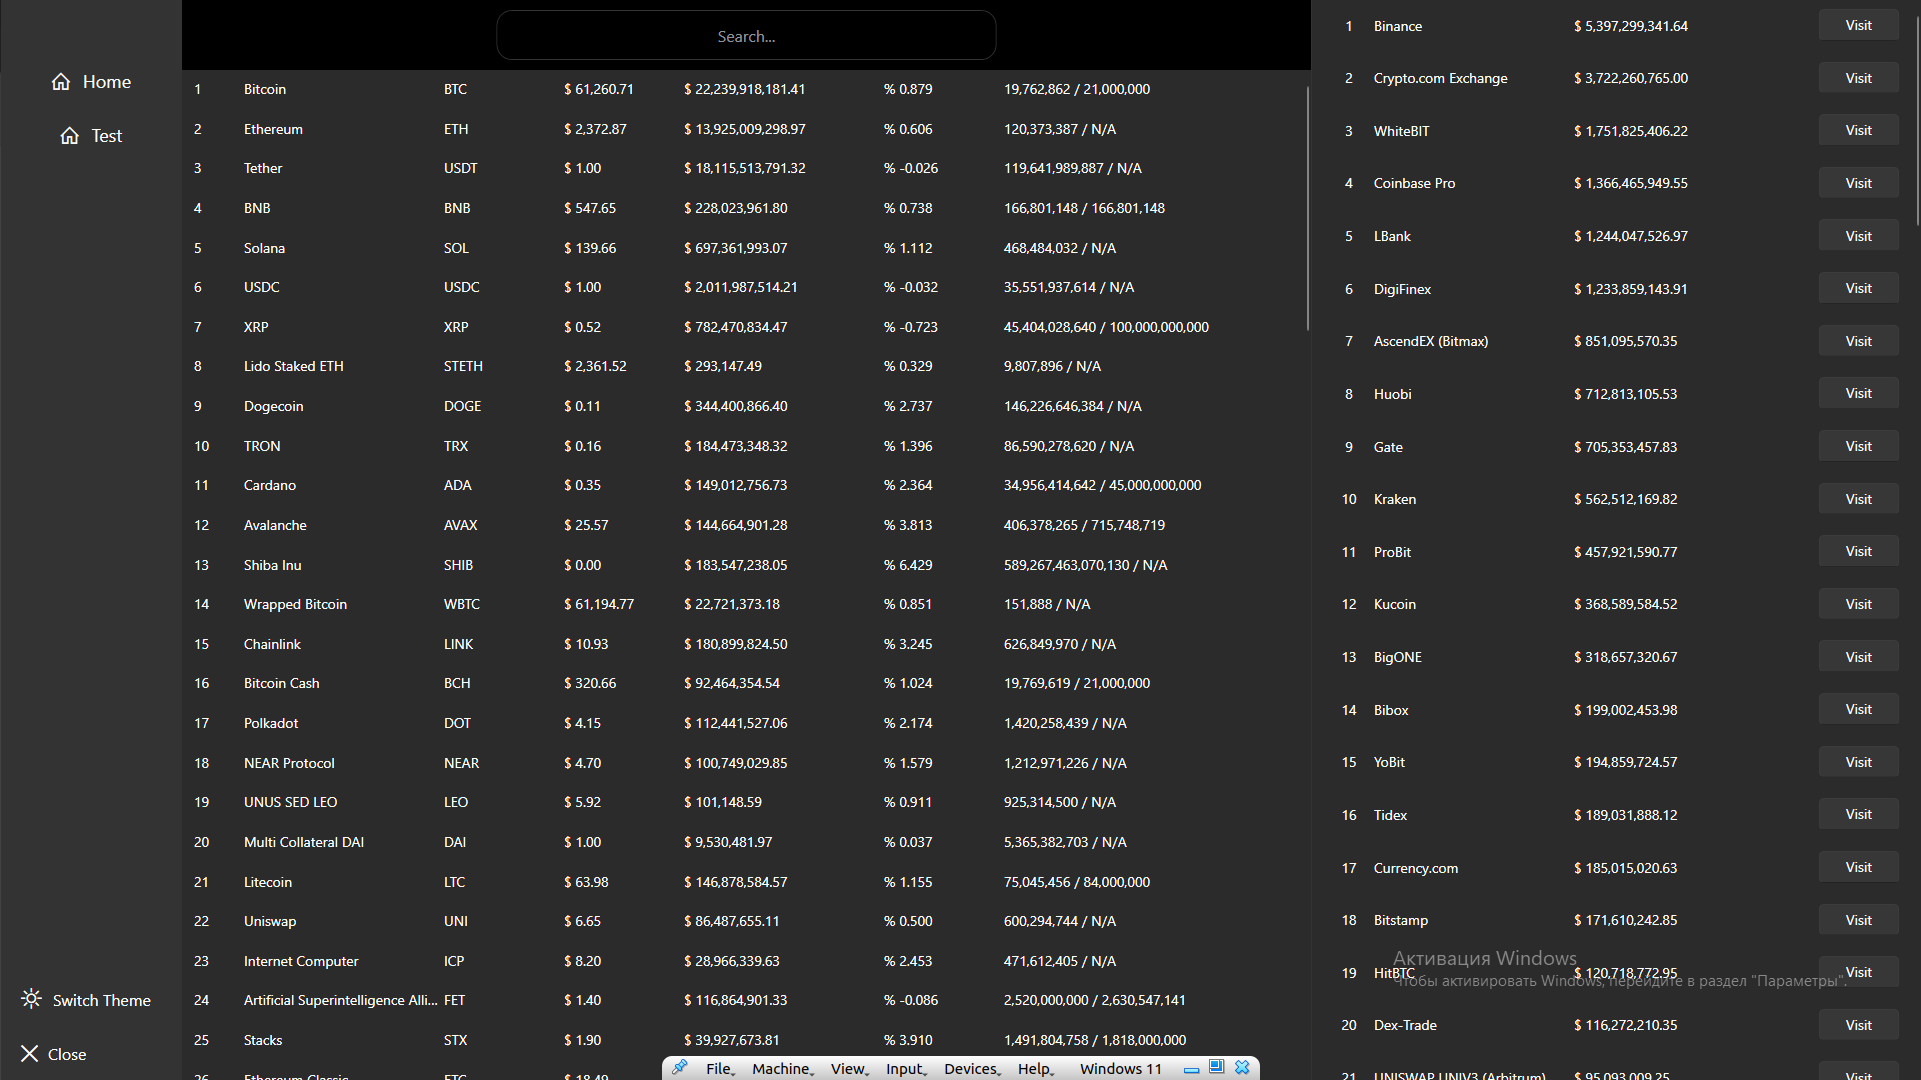 Home
Test
Switch Theme
Close
Search...
1 Bitcoin BTC $ 61,260.71 $ 22,239,918,181.41 % 0.879 19,762,862 / 21,000,000
2 Ethereum ETH $ 2,372.87 $ 13,925,009,298.97 % 0.606 120,373,387 / N/A
3 Tether USDT $ 1.00 $ 18,115,513,791.32 % -0.026 119,641,989,887 / N/A
4 BNB BNB $ 547.65 $ 228,023,961.80 % 0.738 166,801,148 / 166,801,148
5 Solana SOL $ 139.66 $ 697,361,993.07 % 1.112 468,484,032 / N/A
6 USDC USDC $ 1.00 $ 2,011,987,514.21 % -0.032 35,551,937,614 / N/A
7 XRP XRP $ 0.52 $ 782,470,834.47 % -0.723 45,404,028,640 / 100,000,000,000
8 Lido Staked ETH STETH $ 2,361.52 $ 293,147.49 % 0.329 9,807,896 / N/A
9 Dogecoin DOGE $ 0.11 $ 344,400,866.40 % 2.737 146,226,646,384 / N/A
10 TRON TRX $ 0.16 $ 184,473,348.32 % 1.396 86,590,278,620 / N/A
11 Cardano ADA $ 0.35 $ 149,012,756.73 % 2.364 34,956,414,642 / 45,000,000,000
12 Avalanche AVAX $ 25.57 $ 144,664,901.28 % 3.813 406,378,265 / 715,748,719
13 Shiba Inu SHIB $ 0.00 $ 183,547,238.05 % 6.429 589,267,463,070,130 / N/A
14 Wrapped Bitcoin WBTC $ 61,194.77 $ 22,721,373.18 % 0.851 151,888 / N/A
15 Chainlink LINK $ 10.93 $ 180,899,824.50 % 3.245 626,849,970 / N/A
16 Bitcoin Cash BCH $ 320.66 $ 92,464,354.54 % 1.024 19,769,619 / 21,000,000
17 Polkadot DOT $ 4.15 $ 112,441,527.06 % 2.174 1,420,258,439 / N/A
18 NEAR Protocol NEAR $ 4.70 $ 100,749,029.85 % 1.579 1,212,971,226 / N/A
19 UNUS SED LEO LEO $ 5.92 $ 101,148.59 % 0.911 925,314,500 / N/A
20 Multi Collateral DAI DAI $ 1.00 $ 9,530,481.97 % 0.037 5,365,382,703 / N/A
21 Litecoin LTC $ 63.98 $ 146,878,584.57 % 1.155 75,045,456 / 84,000,000
22 Uniswap UNI $ 6.65 $ 86,487,655.11 % 0.500 600,294,744 / N/A
23 Internet Computer ICP $ 8.20 $ 28,966,339.63 % 2.453 471,612,405 / N/A
24 Artificial Superintelligence Alli... FET $ 1.40 $ 116,864,901.33 % -0.086 2,520,000,000 / 2,630,547,141
25 Stacks STX $ 1.90 $ 39,927,673.81 % 3.910 1,491,804,758 / 1,818,000,000
26 Ethereum Classic ETC $ 18.49
1 Binance $ 5,397,299,341.64 Visit
2 Crypto.com Exchange $ 3,722,260,765.00 Visit
3 WhiteBIT $ 1,751,825,406.22 Visit
4 Coinbase Pro $ 1,366,465,949.55 Visit
5 LBank $ 1,244,047,526.97 Visit
6 DigiFinex $ 1,233,859,143.91 Visit
7 AscendEX (Bitmax) $ 851,095,570.35 Visit
8 Huobi $ 712,813,105.53 Visit
9 Gate $ 705,353,457.83 Visit
10 Kraken $ 562,512,169.82 Visit
11 ProBit $ 457,921,590.77 Visit
12 Kucoin $ 368,589,584.52 Visit
13 BigONE $ 318,657,320.67 Visit
14 Bibox $ 199,002,453.98 Visit
15 YoBit $ 194,859,724.57 Visit
16 Tidex $ 189,031,888.12 Visit
17 Currency.com $ 185,015,020.63 Visit
18 Bitstamp $ 171,610,242.85 Visit
19 HitBTC $ 120,718,772.95 Visit
20 Dex-Trade $ 116,272,210.35 Visit
21 UNISWAP UNIV3 (Arbitrum) $ 95,093,009.25 Visit
Активация Windows
Чтобы активировать Windows, перейдите в раздел "Параметры".
File Machine View Input Devices Help Windows 11